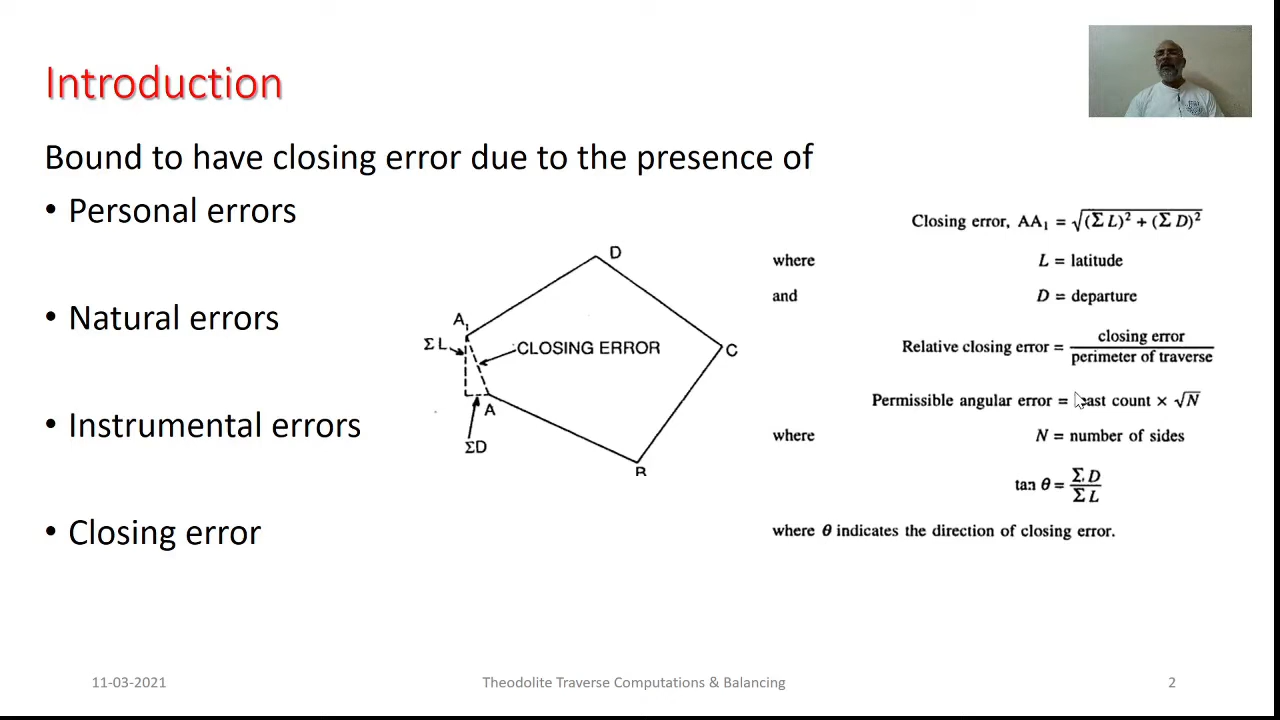 Introduction
Bound to have closing error due to the presence of
• Personal errors
• Natural errors
• Instrumental errors
• Closing error
D
A₁
ΣL
CLOSING ERROR
C
A
ΣD
B
Closing error, AA₁ = √(Σ L)² + (Σ D)²
where L = latitude
and D = departure
Relative closing error = closing error / perimeter of traverse
Permissible angular error = least count × √N
where N = number of sides
tan θ = Σ D / Σ L
where θ indicates the direction of closing error.
11-03-2021
Theodolite Traverse Computations & Balancing
2